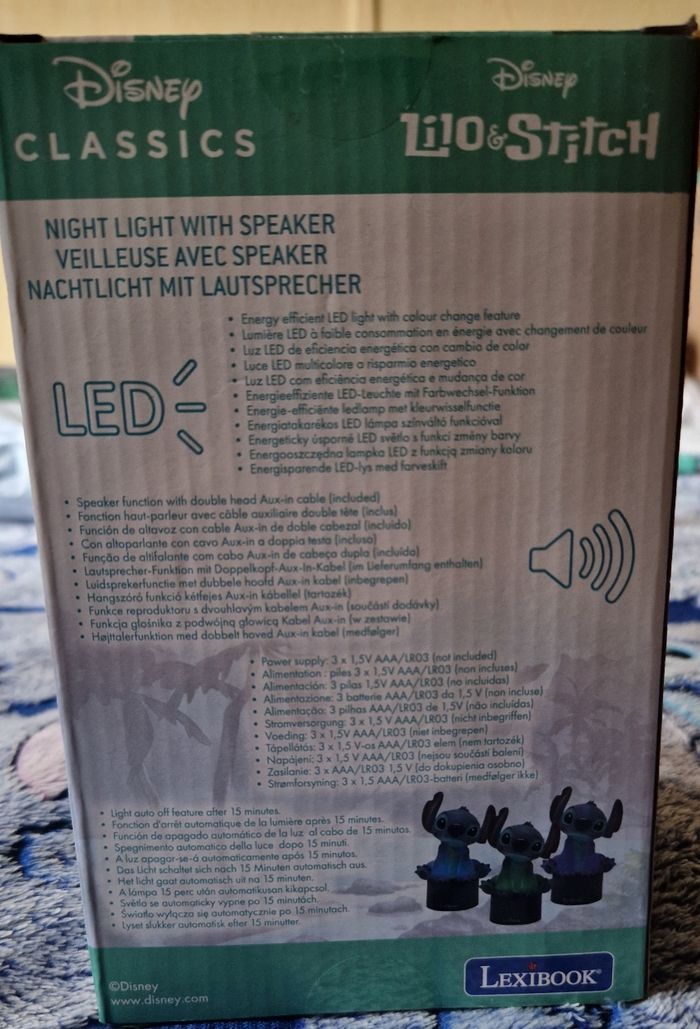 Disney
CLASSICS
Disney
Lilo & Stitch
NIGHT LIGHT WITH SPEAKER
VEILLEUSE AVEC SPEAKER
NACHTLICHT MIT LAUTSPRECHER
• Energy efficient LED light with colour change feature
• Lumière LED à faible consommation en énergie avec changement de couleur
• Luz LED de eficiencia energética con cambio de color
• Luce LED multicolore a risparmio energetico
• Luz LED com eficiência energética e mudança de cor
• Energieeffiziente LED-Leuchte mit Farbwechsel-Funktion
• Energie-efficiënte ledlamp met kleurwisselfunctie
• Energiatakarékos LED lámpa színváltó funkcióval
• Energeticky úsporné LED světlo s funkcí změny barvy
• Energooszczędna lampka LED z funkcją zmiany koloru
• Energisparende LED-lys med farveskift
LED
• Speaker function with double head Aux-in cable (included)
• Fonction haut-parleur avec câble auxiliaire double tête (inclus)
• Función de altavoz con cable Aux-in de doble cabezal (incluido)
• Con altoparlante con cavo Aux-in a doppia testa (incluso)
• Função de altifalante com cabo Aux-in de cabeça dupla (incluído)
• Lautsprecher-Funktion mit Doppelkopf-Aux-In-Kabel (im Lieferumfang enthalten)
• Luidsprekerfunctie met dubbele hoofd Aux-in kabel (inbegrepen)
• Hangszóró funkció kétfejes Aux-in kábellel (tartozék)
• Funkce reproduktoru s dvouhlavým kabelem Aux-in (součástí dodávky)
• Funkcja głośnika z podwójną głowicą Kabel Aux-in (w zestawie)
• Højttalerfunktion med dobbelt hoved Aux-in kabel (medfølger)
• Power supply: 3 x 1,5V AAA/LR03 (not included)
• Alimentation : piles 3 x 1,5V AAA/LR03 (non incluses)
• Alimentación: 3 pilas 1,5V AAA/LR03 (no incluidas)
• Alimentazione: 3 batterie AAA/LR03 da 1,5 V (non incluse)
• Alimentação: 3 pilhas AAA/LR03 de 1,5V (não incluídas)
• Stromversorgung: 3 x 1,5 V AAA/LR03 (nicht inbegriffen)
• Voeding: 3 x 1,5V AAA/LR03 (niet inbegrepen)
• Tápellátás: 3 x 1,5 V-os AAA/LR03 elem (nem tartozék)
• Napájení: 3 x 1,5 V AAA/LR03 (nejsou součástí balení)
• Zasilanie: 3 x AAA/LR03 1,5 V (do dokupienia osobno)
• Strømforsyning: 3 x 1,5 AAA/LR03-batteri (medfølger ikke)
• Light auto off feature after 15 minutes.
• Fonction d'arrêt automatique de la lumière après 15 minutes.
• Función de apagado automático de la luz al cabo de 15 minutos.
• Spegnimento automatico della luce dopo 15 minuti.
• A luz apagar-se-á automaticamente após 15 minutos.
• Das Licht schaltet sich nach 15 Minuten automatisch aus.
• Het licht gaat automatisch uit na 15 minuten.
• A lámpa 15 perc után automatikusan kikapcsol.
• Světlo se automaticky vypne po 15 minutách.
• Światło wyłącza się automatycznie po 15 minutach.
• Lyset slukker automatisk efter 15 minutter.
©Disney
www.disney.com
LEXIBOOK®